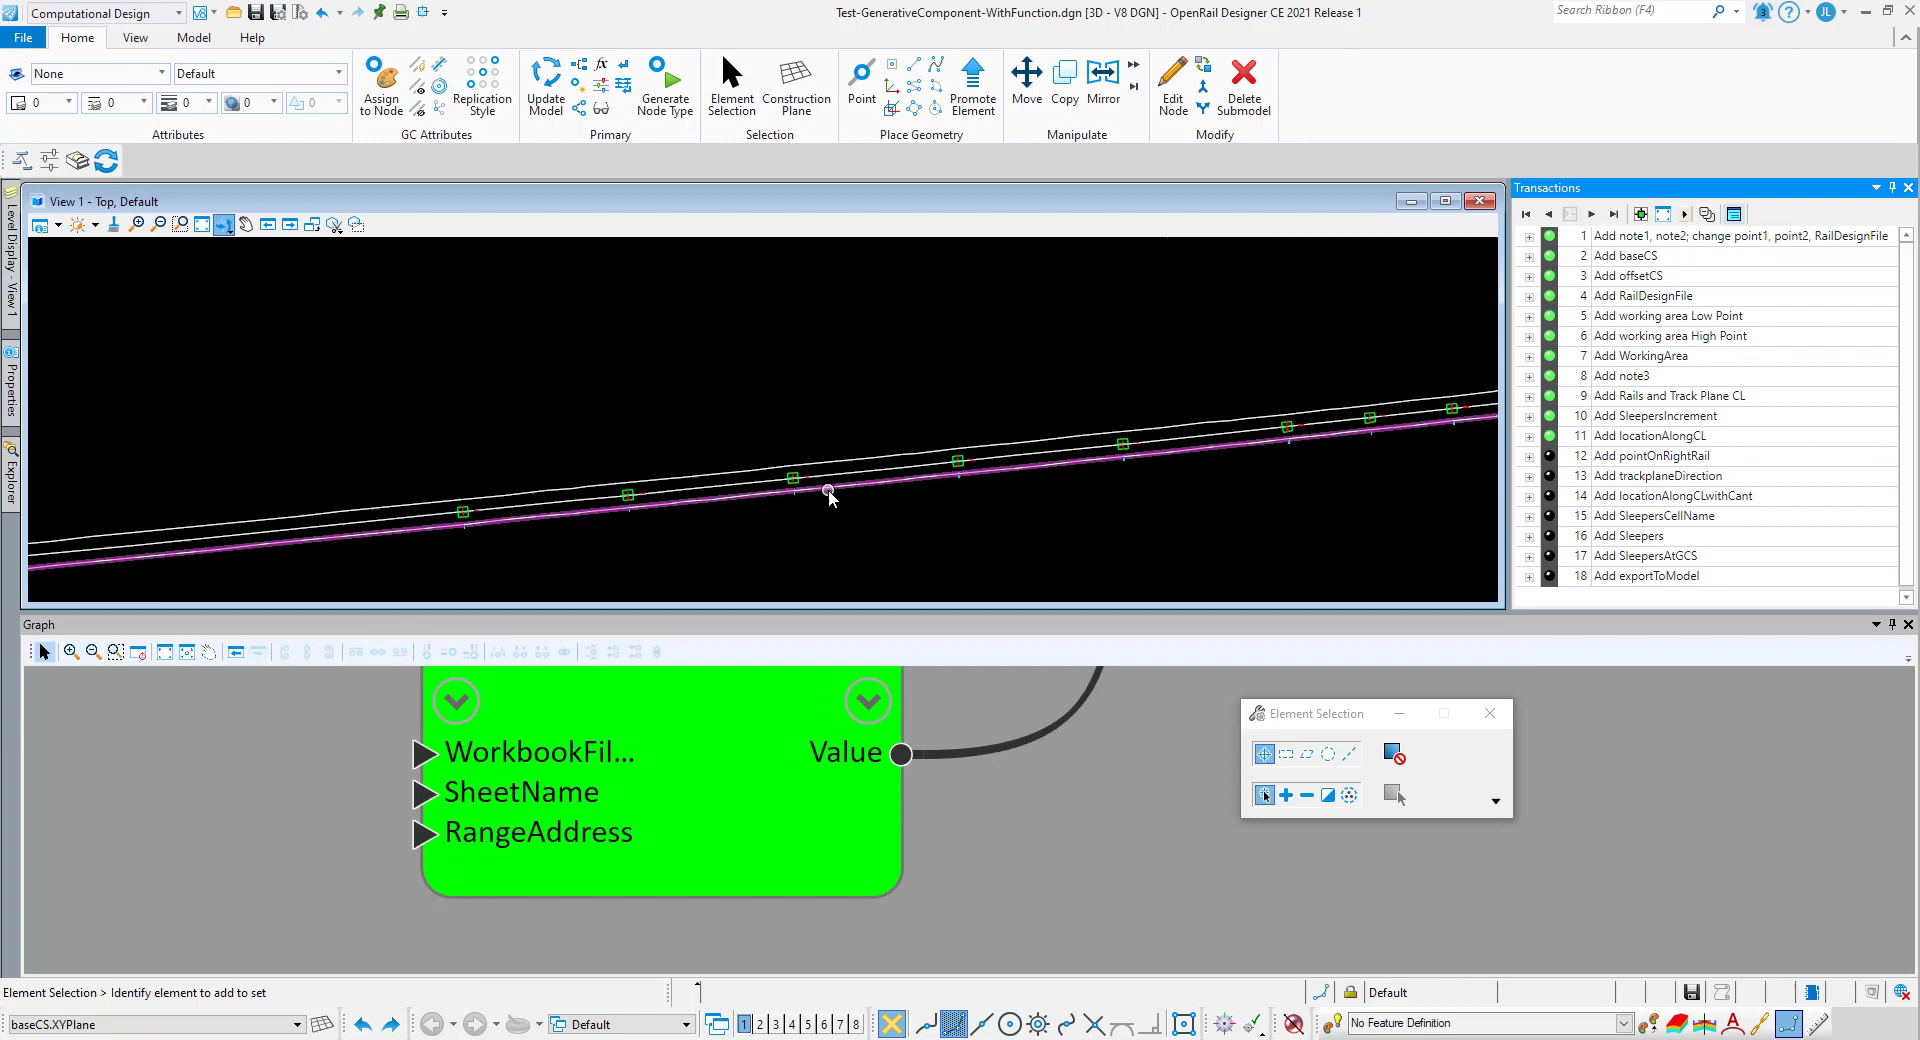 Computational Design
Test-GenerativeComponent-WithFunction.dgn [3D - V8 DGN] - OpenRail Designer CE 2021 Release 1
Search Ribbon (F4)
3
JL
File
Home
View
Model
Help
None
Default
0
0
0
0
0
Attributes
Assign to Node
Replication Style
GC Attributes
Update Model
fx
Generate Node Type
Primary
Element Selection
Construction Plane
Selection
Point
Promote Element
Place Geometry
Move
Copy
Mirror
Manipulate
Edit Node
Delete Submodel
Modify
Level Display - View 1
Properties
Explorer
View 1 - Top, Default
Transactions
1 Add note1, note2; change point1, point2, RailDesignFile
2 Add baseCS
3 Add offsetCS
4 Add RailDesignFile
5 Add working area Low Point
6 Add working area High Point
7 Add WorkingArea
8 Add note3
9 Add Rails and Track Plane CL
10 Add SleepersIncrement
11 Add locationAlongCL
12 Add pointOnRightRail
13 Add trackplaneDirection
14 Add locationAlongCLwithCant
15 Add SleepersCellName
16 Add Sleepers
17 Add SleepersAtGCS
18 Add exportToModel
Graph
WorkbookFil...
Value
SheetName
RangeAddress
Element Selection
Element Selection > Identify element to add to set
Default
baseCS.XYPlane
Default
1 2 3 4 5 6 7 8
No Feature Definition